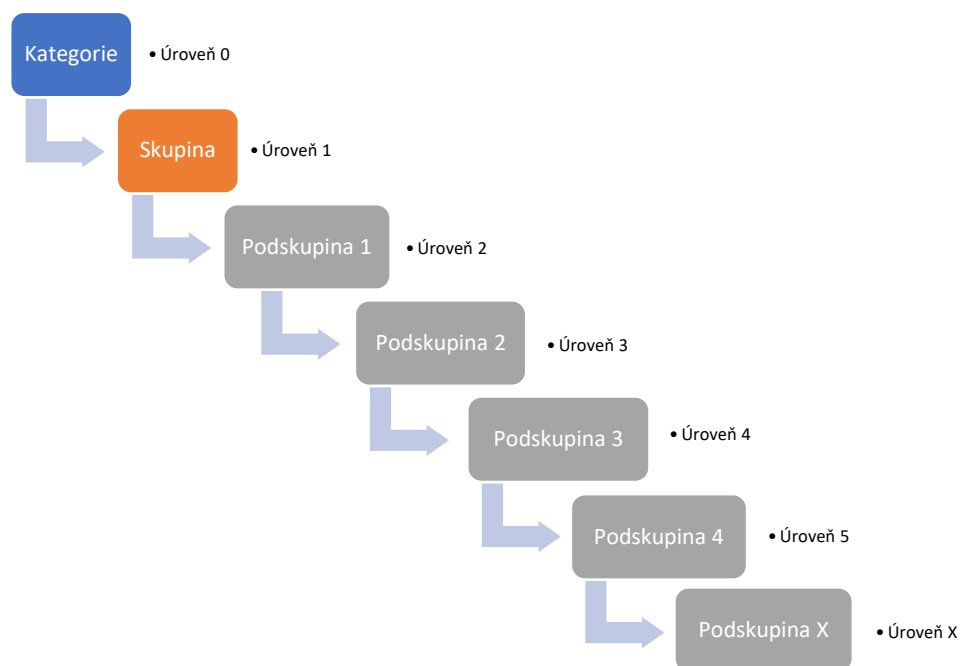 Kategorie
• Úroveň 0
Skupina
• Úroveň 1
Podskupina 1
• Úroveň 2
Podskupina 2
• Úroveň 3
Podskupina 3
• Úroveň 4
Podskupina 4
• Úroveň 5
Podskupina X
• Úroveň X